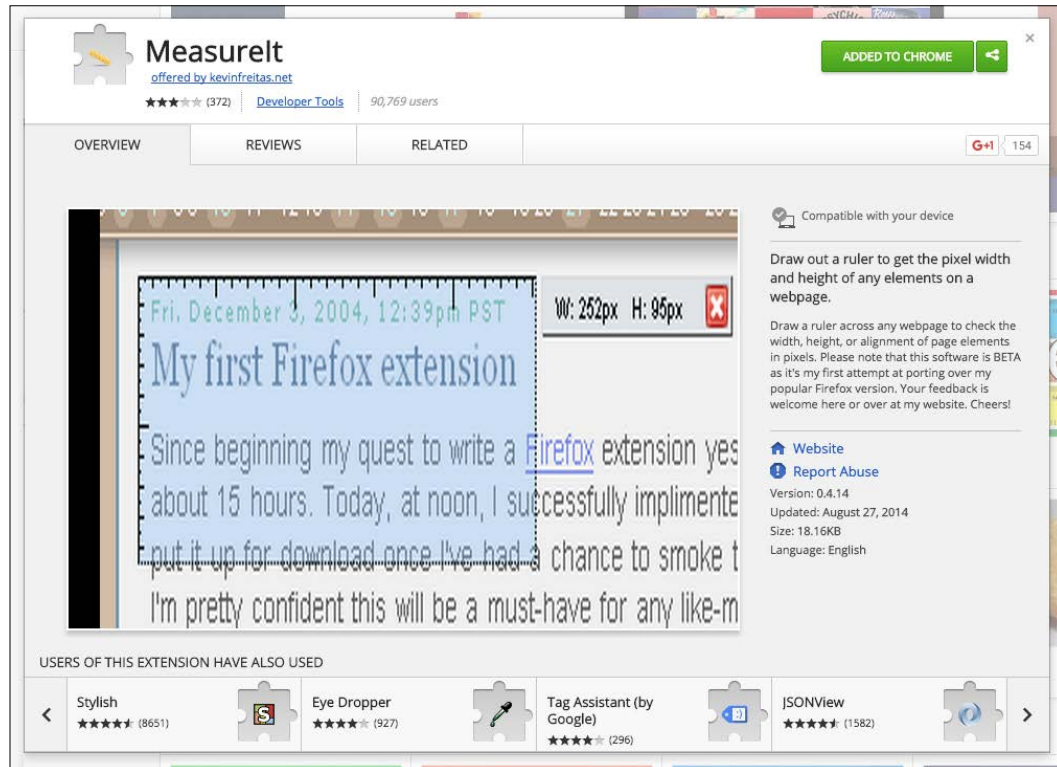 MeasureIt
offered by kevinfreitas.net
(372) Developer Tools 90,769 users
ADDED TO CHROME
OVERVIEW REVIEWS RELATED
G+1 154
Fri. December 3, 2004, 12:39pm PST
W: 252px H: 95px
My first Firefox extension
Since beginning my quest to write a Firefox extension yes
about 15 hours. Today, at noon, I successfully implimente
put it up for download once I've had a chance to smoke t
I'm pretty confident this will be a must-have for any like-m
Compatible with your device
Draw out a ruler to get the pixel width
and height of any elements on a
webpage.
Draw a ruler across any webpage to check the
width, height, or alignment of page elements
in pixels. Please note that this software is BETA
as it's my first attempt at porting over my
popular Firefox version. Your feedback is
welcome here or over at my website. Cheers!
Website
Report Abuse
Version: 0.4.14
Updated: August 27, 2014
Size: 18.16KB
Language: English
USERS OF THIS EXTENSION HAVE ALSO USED
Stylish
(8651)
S
Eye Dropper
(927)
Tag Assistant (by
Google)
(296)
JSONView
(1582)